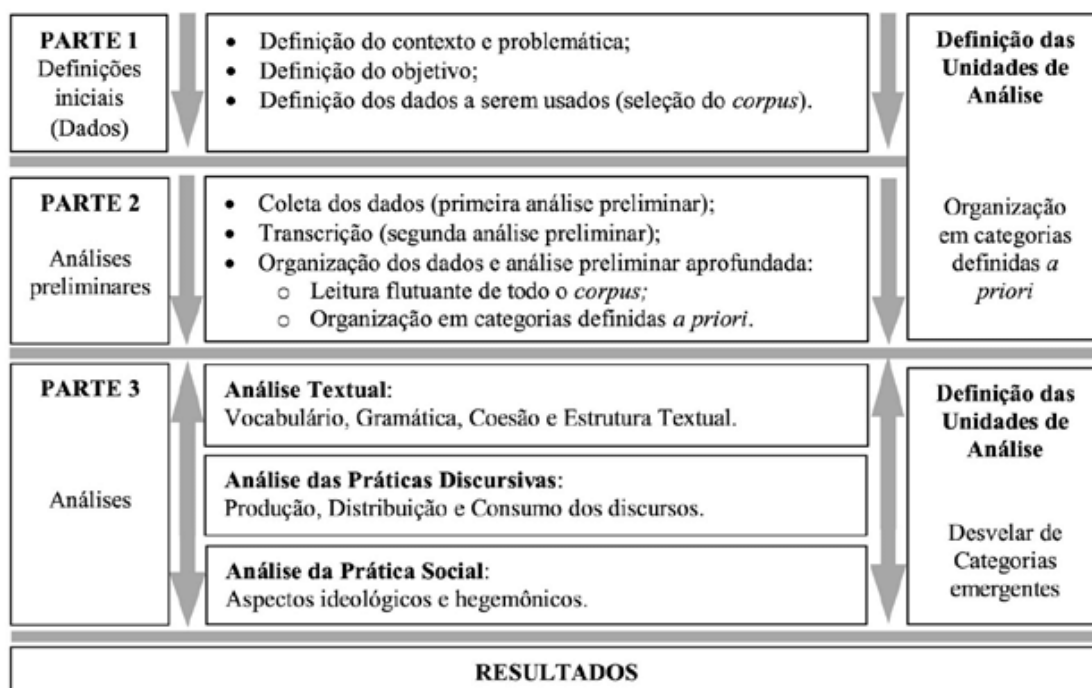 PARTE 1
Definições
iniciais
(Dados)
• Definição do contexto e problemática;
• Definição do objetivo;
• Definição dos dados a serem usados (seleção do corpus).
Definição das
Unidades de
Análise
Organização
em categorias
definidas a
priori
PARTE 2
Análises
preliminares
• Coleta dos dados (primeira análise preliminar);
• Transcrição (segunda análise preliminar);
• Organização dos dados e análise preliminar aprofundada:
○ Leitura flutuante de todo o corpus;
○ Organização em categorias definidas a priori.
PARTE 3
Análises
Análise Textual:
Vocabulário, Gramática, Coesão e Estrutura Textual.
Análise das Práticas Discursivas:
Produção, Distribuição e Consumo dos discursos.
Análise da Prática Social:
Aspectos ideológicos e hegemônicos.
Definição das
Unidades de
Análise
Desvelar de
Categorias
emergentes
RESULTADOS